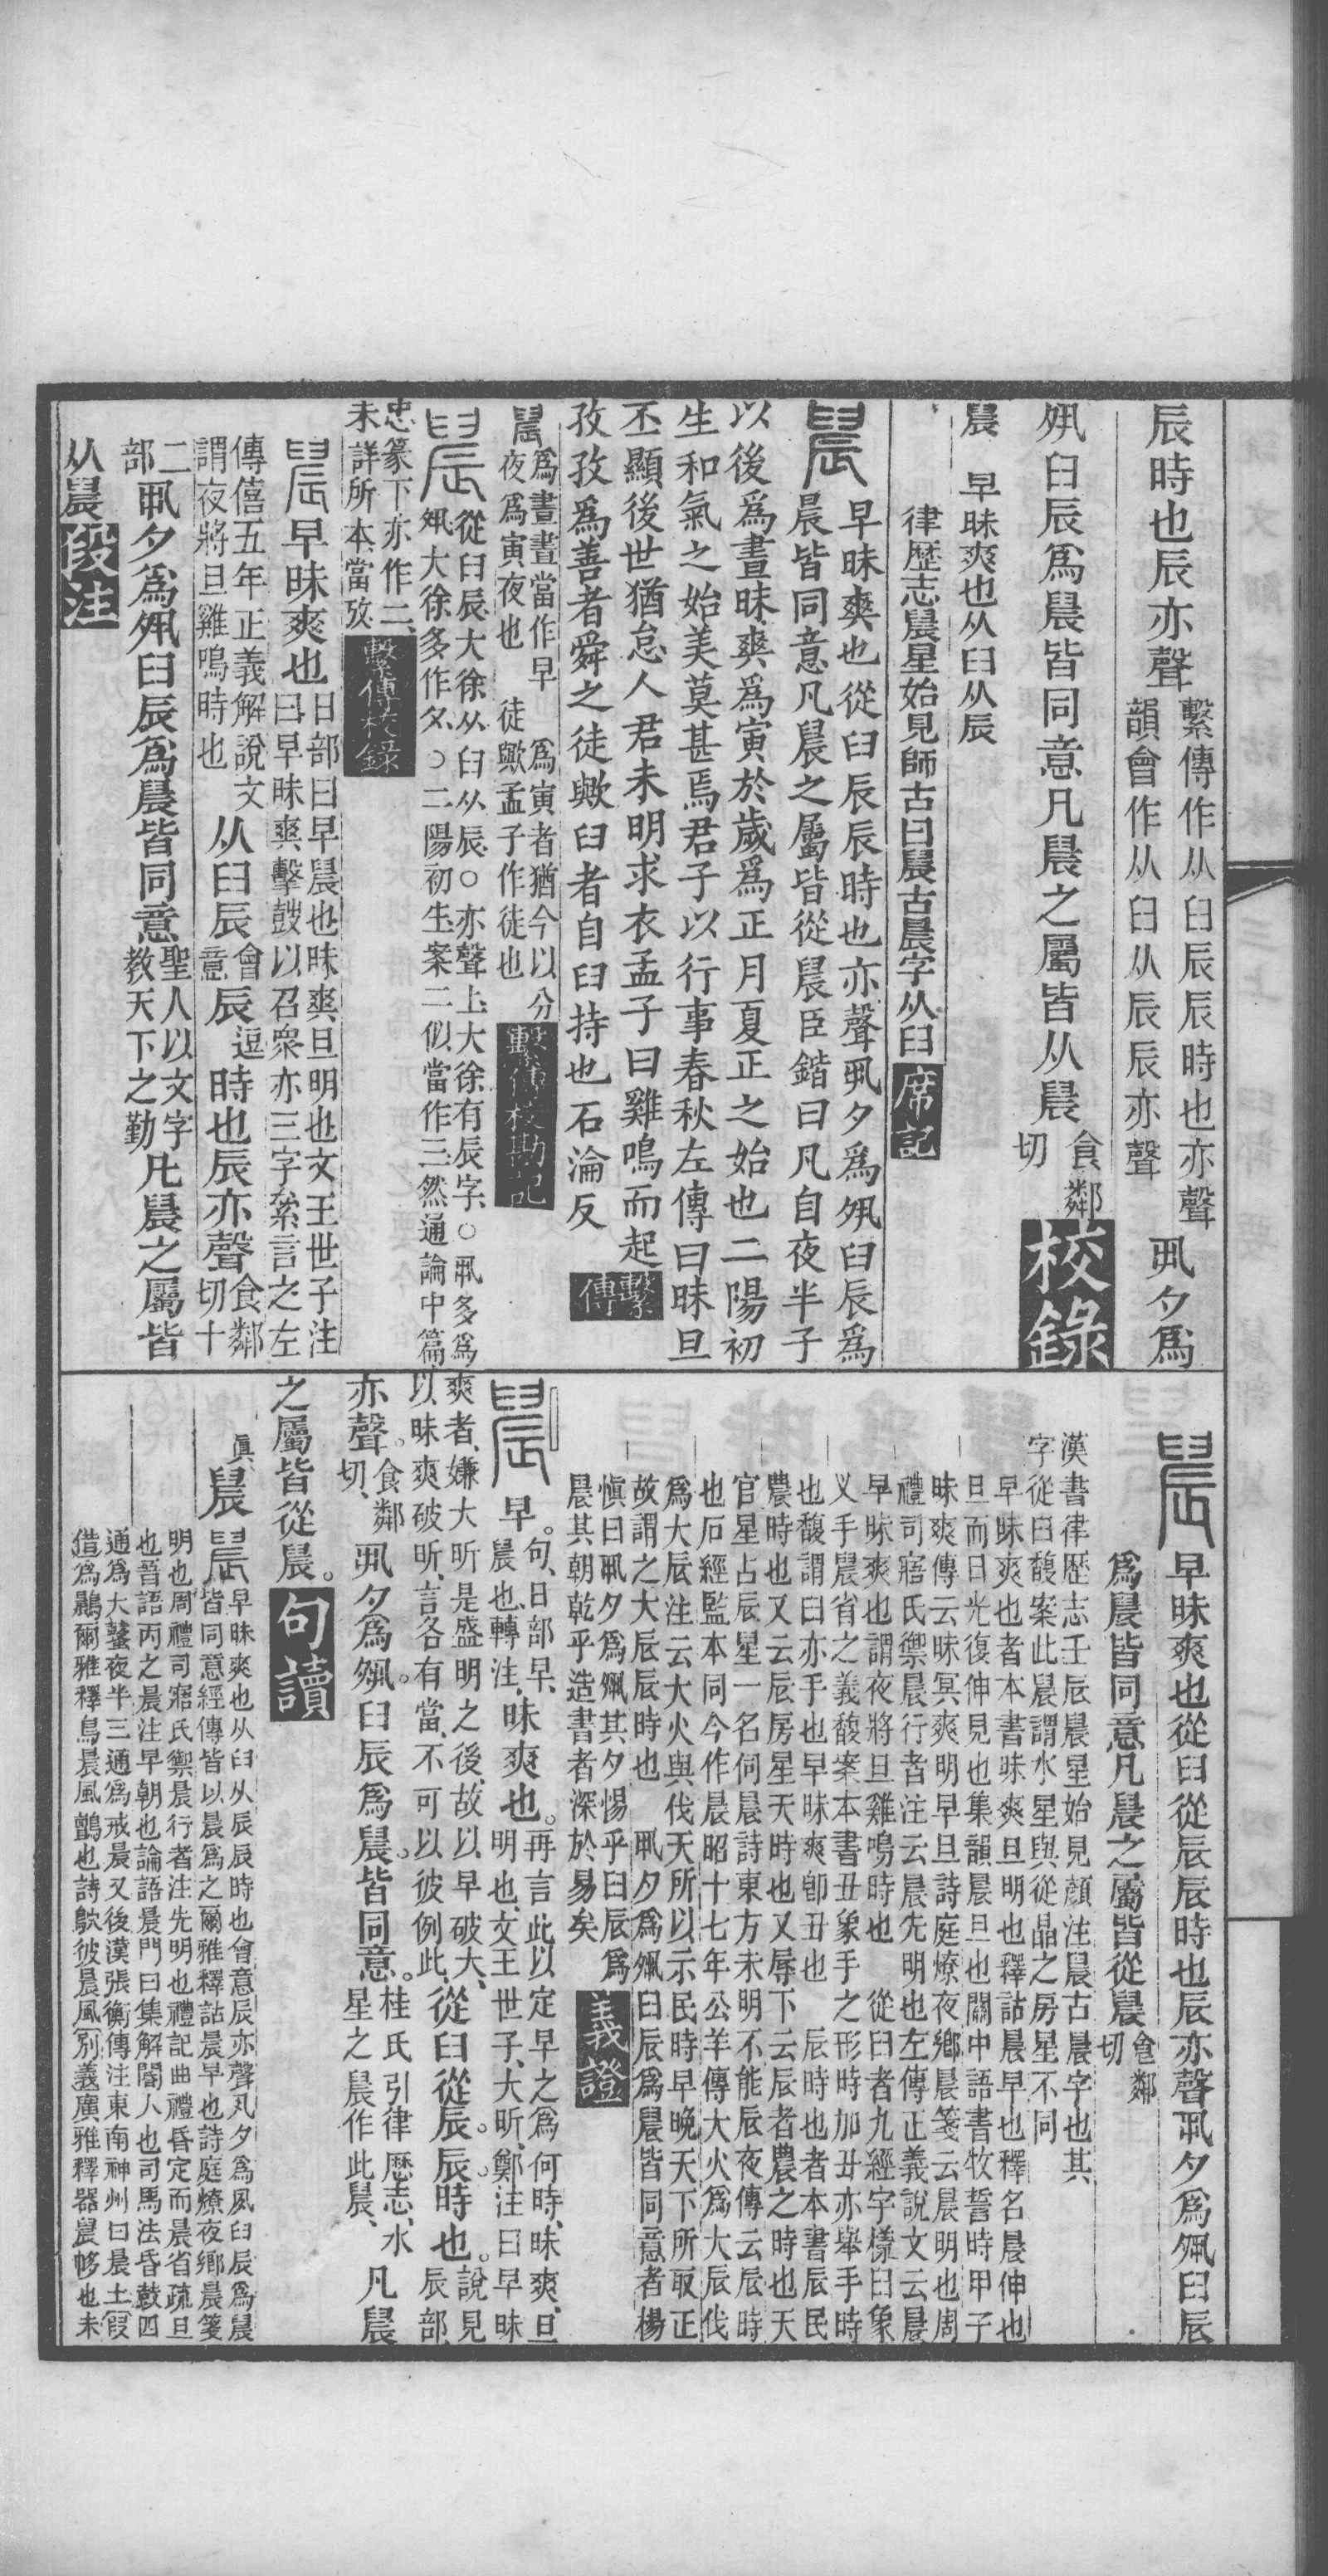 辰時也辰亦聲
繫傳作从臼辰辰時也亦聲
韻會作从臼从辰辰亦聲
丮夕爲
𡖊臼辰爲晨皆同意凡晨之屬皆从晨
食鄰
切
校錄
晨 早昧爽也从臼从辰
律歷志晨星始見師古曰晨古晨字从臼
席記
晨
早昧爽也從臼辰辰時也亦聲丮夕爲𡖊臼辰爲
晨皆同意凡晨之屬皆從晨臣鍇曰凡自夜半子
以後爲晝昧爽爲寅於歲爲正月夏正之始也二陽初
生和氣之始美莫甚焉君子以行事春秋左傳曰昧旦
丕顯後世猶怠人君未明求衣孟子曰雞鳴而起
孜孜爲善者舜之徒歟臼者自臼持也石淪反
繫傳
晨
爲晝晝當作早 爲寅者猶今以 分
夜爲寅夜也 徒歟孟子作徒也
繫傳校勘記
晨
從臼辰大徐从臼从辰○亦聲上大徐有辰字○丮多爲
𡖊大徐多作夕○二陽初生案二似當作三然通論中篇
忠篆下亦作二
未詳所本當攷
繫傳校錄
晨早昧爽也
日部曰早晨也昧爽旦明也文王世子注
曰早昧爽擊鼓以召衆亦三字絫言之左
傳僖五年正義解說文
謂夜將旦雞鳴時也
从臼辰
會
意
辰
逗
時也辰亦聲
食鄰
切十
二
部
丮夕爲𡖊臼辰爲晨皆同意
聖人以文字
教天下之勤
凡晨之屬皆
从晨
段注
晨
早昧爽也從臼從辰辰時也辰亦聲丮夕爲𡖊臼辰
爲晨皆同意凡晨之屬皆從晨
食鄰
切
漢書律歷志壬辰晨星始見顏注晨古晨字也其
字從臼馥案此晨謂水星與從晶之房星不同
早昧爽也者本書昧爽旦明也釋詁晨早也釋名晨伸也
旦而日光復伸見也集韻晨旦也關中語書牧誓時甲子
昧爽傳云昧冥爽明早旦詩庭燎夜鄉晨箋云晨明也周
禮司寤氏禦晨行者注云晨先明也左傳正義說文云晨
早昧爽也謂夜將旦雞鳴時也 從臼者九經字㨾臼象
叉手晨省之義馥案本書丑象手之形時加丑亦舉手時
也馥謂臼亦手也早昧爽卽丑也 辰時也者本書辰民
農時也又云辰房星天時也又辱下云辰者農之時也天
官星占辰星一名伺晨詩東方未明不能辰夜傳云辰時
也石經監本同今作晨昭十七年公羊傳大火爲大辰伐
爲大辰注云大火與伐天所以示民時早晚天下所取正
故謂之大辰辰時也 丮夕爲𡖊臼辰爲晨皆同意者楊
愼曰丮夕爲𡖊其夕惕乎臼辰爲
晨其朝乾乎造書者深於易矣
義證
晨早。
句日部早
晨也轉注
昧爽也。
再言此以定早之爲何時昧爽旦
明也文王世子大昕鄭注曰早昧
爽者嫌大昕是盛明之後故以早破大
以昧爽破昕言各有當不可以彼例此
從臼從辰。辰時也。
說見
辰部
亦聲。
食鄰
切
丮夕爲𡖊。臼辰爲晨。皆同意。
桂氏引律歷志水
星之晨作此晨
凡晨
之屬皆從晨。
句讀
眞
晨
晨
早昧爽也从臼从辰辰時也會意辰亦聲丮夕爲夙臼辰爲晨
皆同意經傳皆以晨爲之爾雅釋詁晨早也詩庭燎夜鄉晨箋
明也周禮司寤氏禦晨行者注先明也禮記曲禮昏定而晨省疏旦
也晉語丙之晨注早朝也論語晨門曰集解閽人也司馬法昏鼓四
通爲大鼜夜半三通爲戒晨又後漢張衡傳注東南神州曰晨土叚
借爲鷐爾雅釋鳥晨風鸇也詩鴥彼晨風別義廣雅釋器晨㡋也未